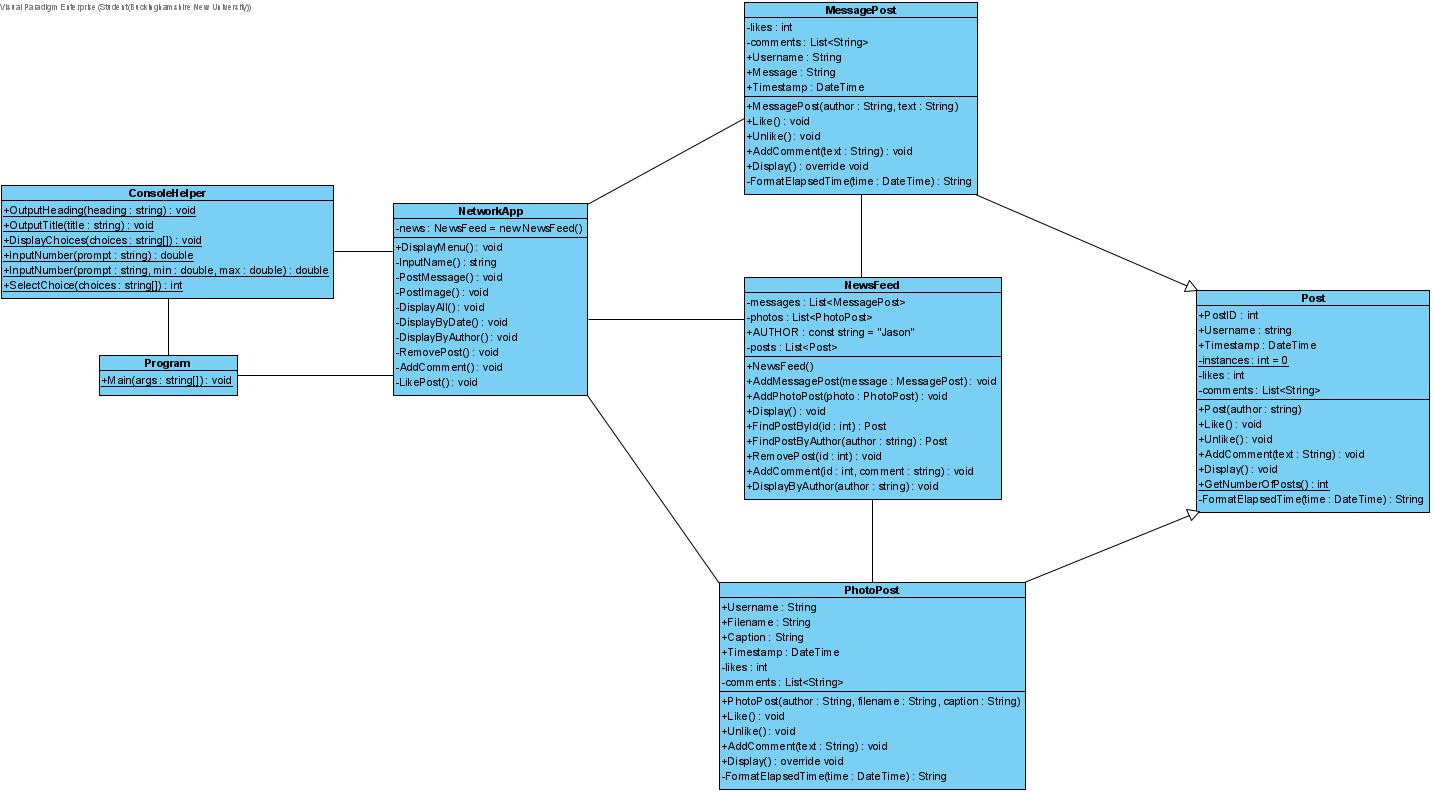 Visual Paradigm Enterprise (Student(Buckinghamshire New University))
MessagePost
-likes : int
-comments : List<String>
+Username : String
+Message : String
+Timestamp : DateTime
+MessagePost(author : String, text : String)
+Like() : void
+Unlike() : void
+AddComment(text : String) : void
+Display() : override void
-FormatElapsedTime(time : DateTime) : String
ConsoleHelper
+OutputHeading(heading : string) : void
+OutputTitle(title : string) : void
+DisplayChoices(choices : string[]) : void
+InputNumber(prompt : string) : double
+InputNumber(prompt : string, min : double, max : double) : double
+SelectChoice(choices : string[]) : int
Program
+Main(args : string[]) : void
NetworkApp
-news : NewsFeed = new NewsFeed()
+DisplayMenu() : void
-InputName() : string
-PostMessage() : void
-PostImage() : void
-DisplayAll() : void
-DisplayByDate() : void
-DisplayByAuthor() : void
-RemovePost() : void
-AddComment() : void
-LikePost() : void
NewsFeed
-messages : List<MessagePost>
-photos : List<PhotoPost>
+AUTHOR : const string = "Jason"
-posts : List<Post>
+NewsFeed()
+AddMessagePost(message : MessagePost) : void
+AddPhotoPost(photo : PhotoPost) : void
+Display() : void
+FindPostById(id : int) : Post
+FindPostByAuthor(author : string) : Post
+RemovePost(id : int) : void
+AddComment(id : int, comment : string) : void
+DisplayByAuthor(author : string) : void
Post
+PostID : int
+Username : string
+Timestamp : DateTime
-instances : int = 0
-likes : int
-comments : List<String>
+Post(author : string)
+Like() : void
+Unlike() : void
+AddComment(text : String) : void
+Display() : void
+GetNumberOfPosts() : int
-FormatElapsedTime(time : DateTime) : String
PhotoPost
+Username : String
+Filename : String
+Caption : String
+Timestamp : DateTime
-likes : int
-comments : List<String>
+PhotoPost(author : String, filename : String, caption : String)
+Like() : void
+Unlike() : void
+AddComment(text : String) : void
+Display() : override void
-FormatElapsedTime(time : DateTime) : String